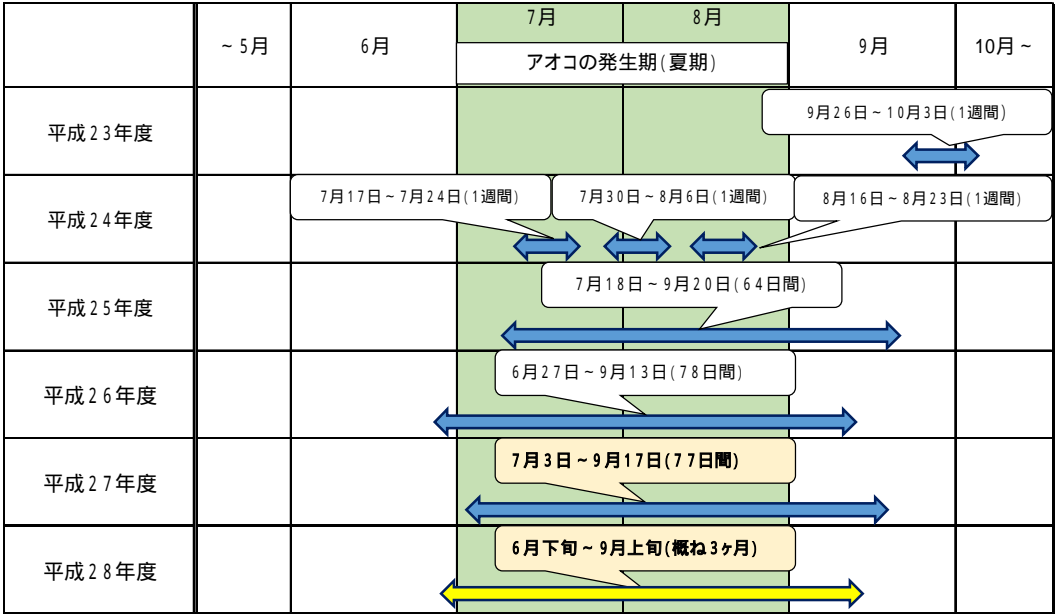 ~5月
6月
7月
8月
9月
10月~
アオコの発生期(夏期)
平成23年度
9月26日~10月3日(1週間)
平成24年度
7月17日~7月24日(1週間)
7月30日~8月6日(1週間)
8月16日~8月23日(1週間)
平成25年度
7月18日~9月20日(64日間)
平成26年度
6月27日~9月13日(78日間)
平成27年度
7月3日~9月17日(77日間)
平成28年度
6月下旬~9月上旬(概ね3ヶ月)